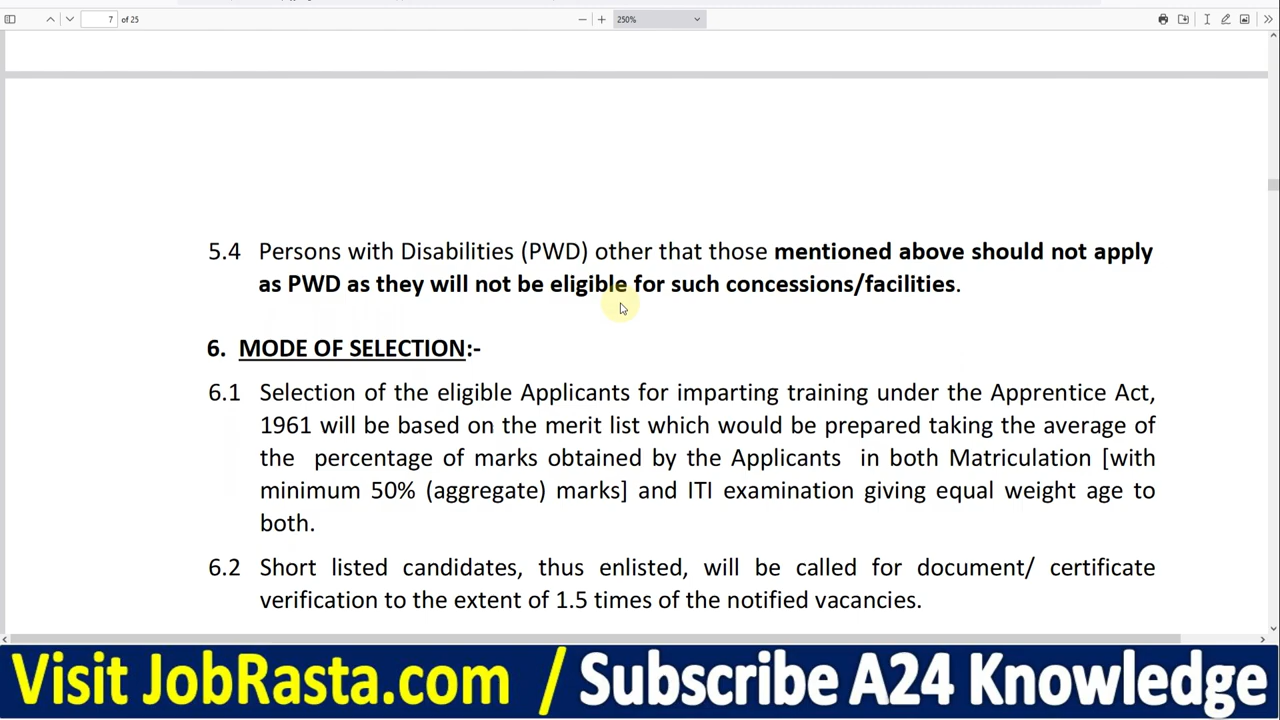 7 of 25
250%
5.4 Persons with Disabilities (PWD) other that those mentioned above should not apply
as PWD as they will not be eligible for such concessions/facilities.
6. MODE OF SELECTION:-
6.1 Selection of the eligible Applicants for imparting training under the Apprentice Act,
1961 will be based on the merit list which would be prepared taking the average of
the percentage of marks obtained by the Applicants in both Matriculation [with
minimum 50% (aggregate) marks] and ITI examination giving equal weight age to
both.
6.2 Short listed candidates, thus enlisted, will be called for document/ certificate
verification to the extent of 1.5 times of the notified vacancies.
Visit JobRasta.com / Subscribe A24 Knowledge